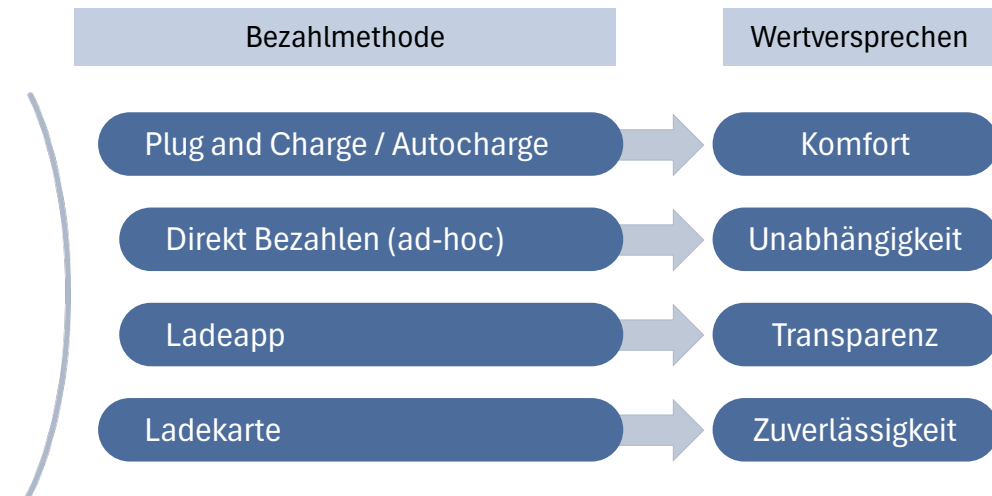 Bezahlmethode
Wertversprechen
Plug and Charge / Autocharge
Komfort
Direkt Bezahlen (ad-hoc)
Unabhängigkeit
Ladeapp
Transparenz
Ladekarte
Zuverlässigkeit